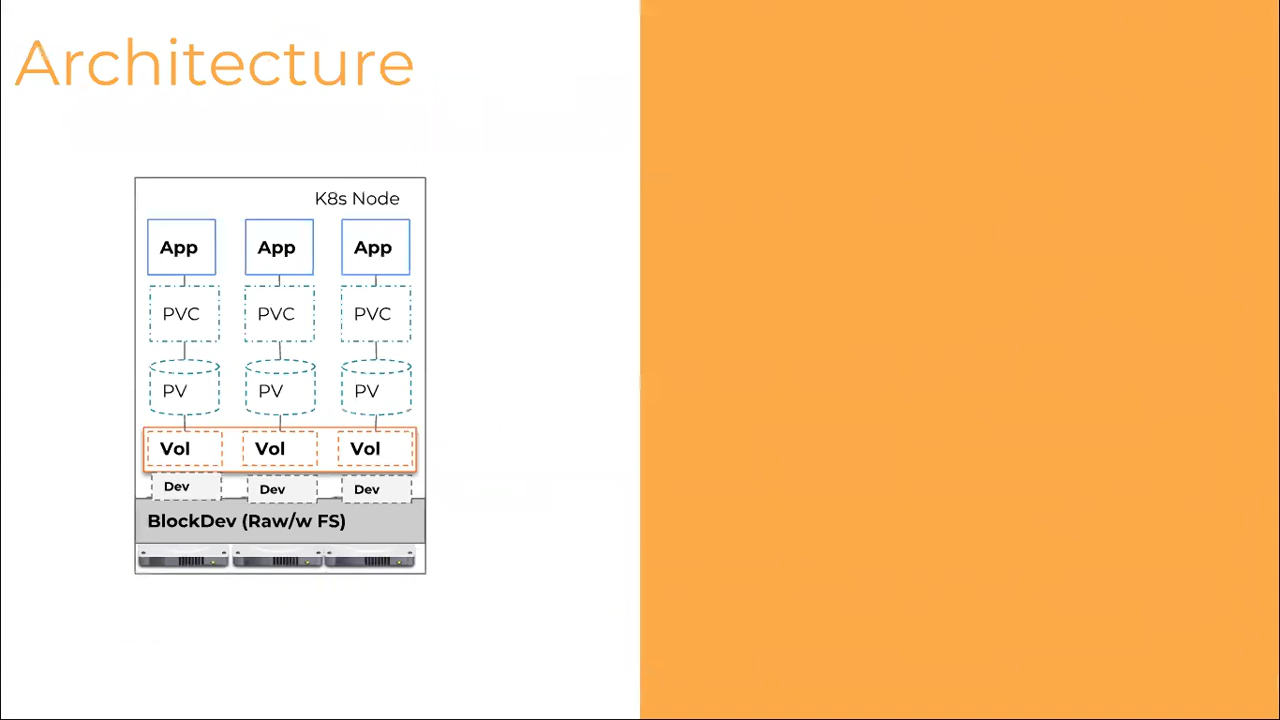 Architecture
K8s Node
App App App
PVC PVC PVC
PV PV PV
Vol Vol Vol
Dev Dev Dev
BlockDev (Raw/w FS)